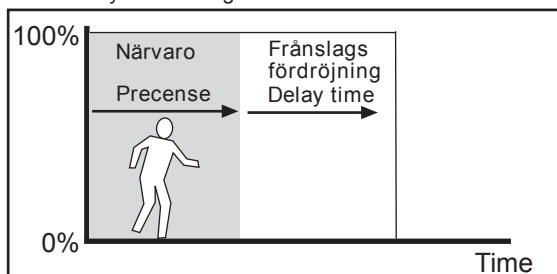 100%
Närvaro
Precense
Frånslags
fördröjning
Delay time
0%
Time